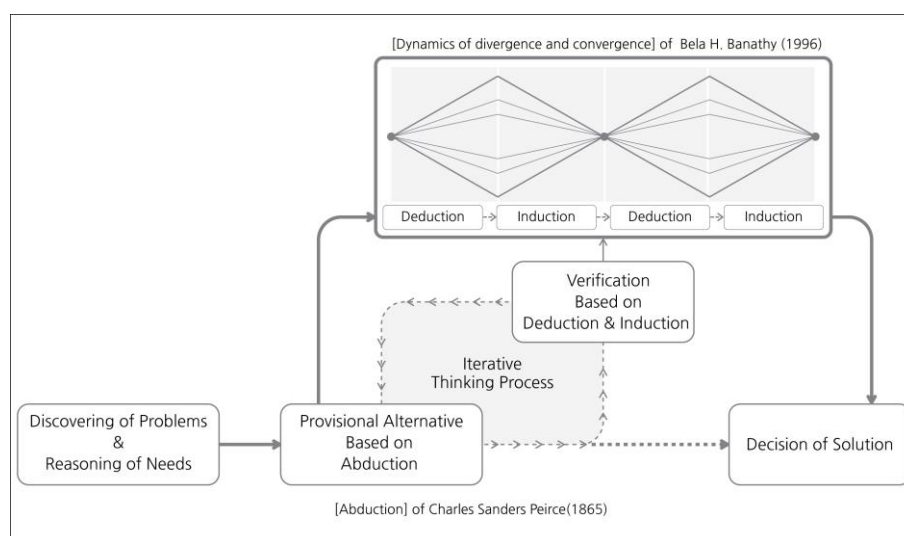 [Dynamics of divergence and convergence] of Bela H. Banathy (1996)
Deduction
Induction
Deduction
Induction
Verification
Based on
Deduction & Induction
Iterative
Thinking Process
Discovering of Problems
&
Reasoning of Needs
Provisional Alternative
Based on
Abduction
Decision of Solution
[Abduction] of Charles Sanders Peirce(1865)